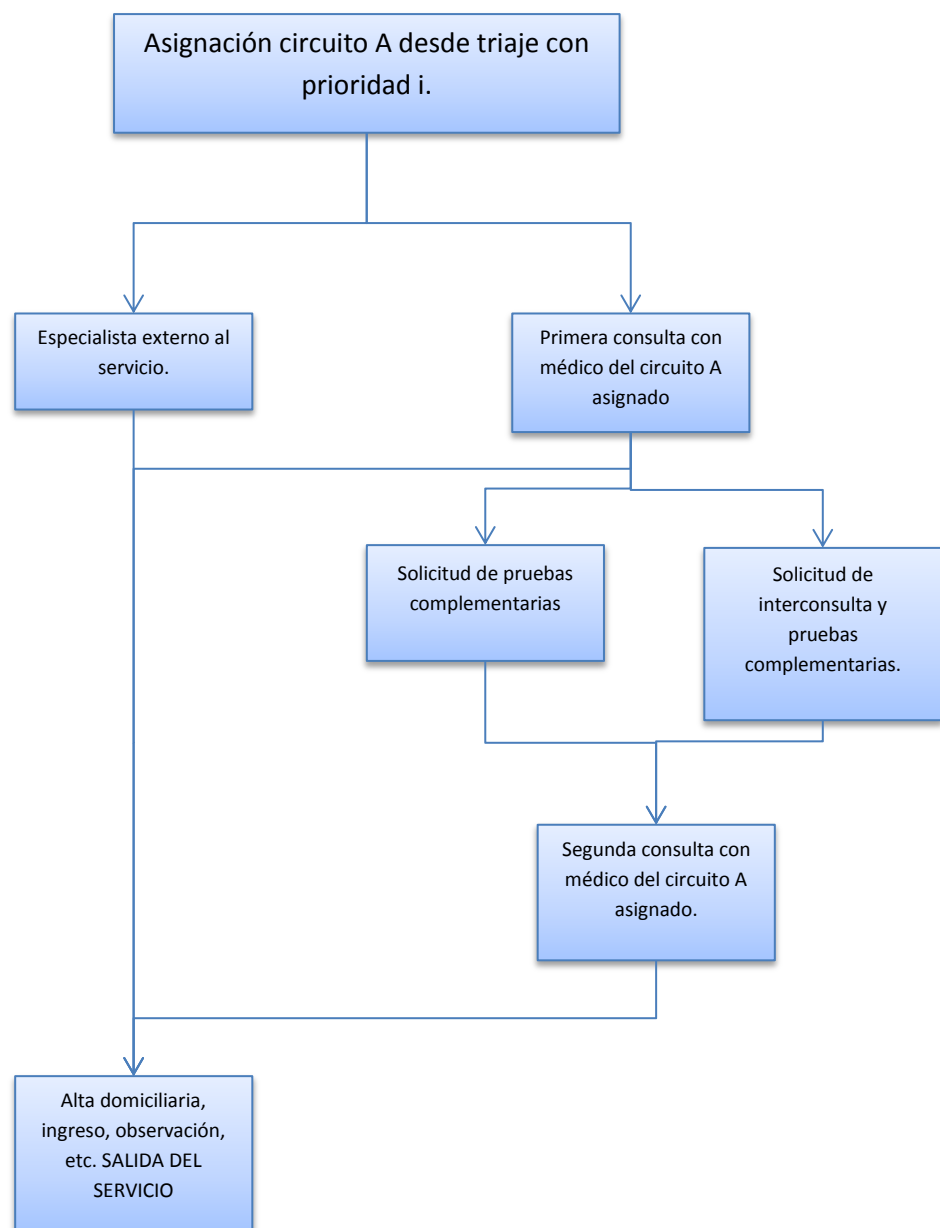 Asignación circuito A desde triaje con
prioridad i.
Especialista externo al
servicio.
Primera consulta con
médico del circuito A
asignado
Solicitud de pruebas
complementarias
Solicitud de
interconsulta y
pruebas
complementarias.
Segunda consulta con
médico del circuito A
asignado.
Alta domiciliaria,
ingreso, observación,
etc. SALIDA DEL
SERVICIO